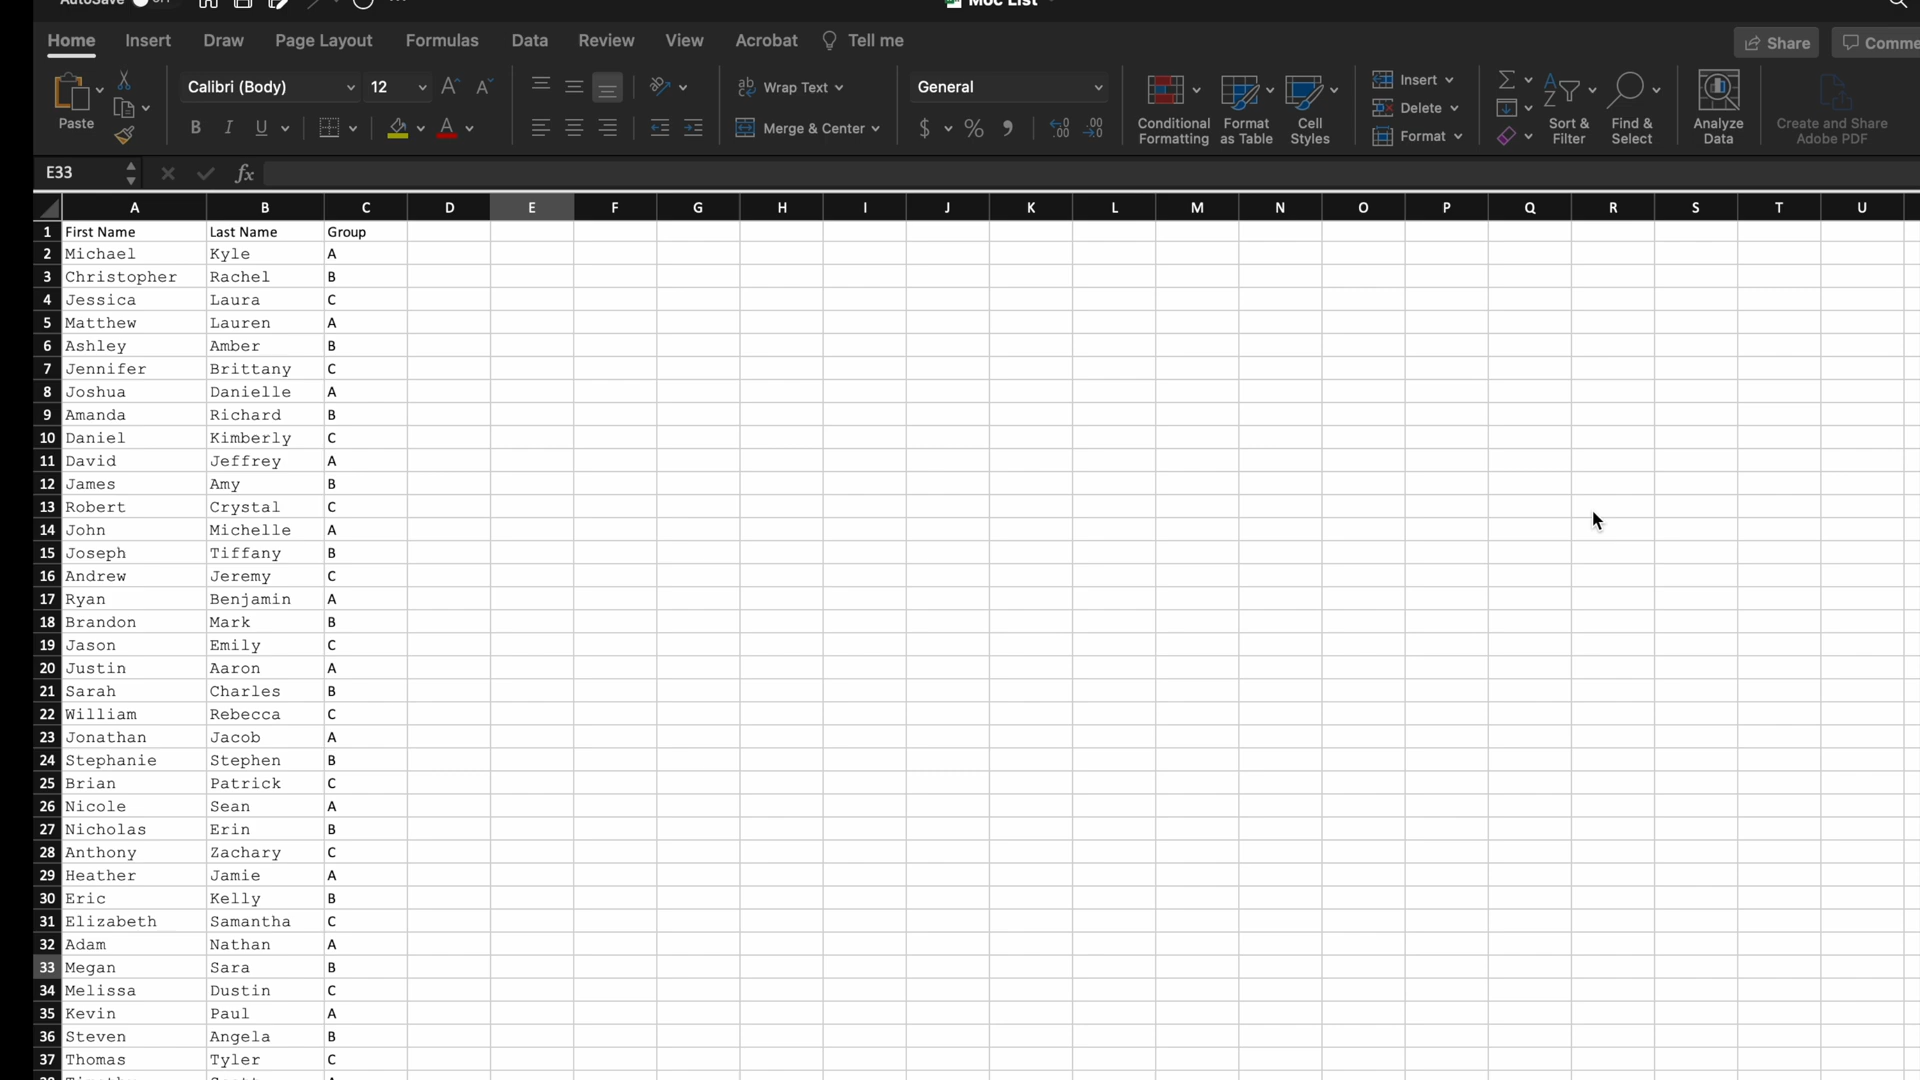 Home Insert Draw Page Layout Formulas Data Review View Acrobat Tell me Share
Calibri (Body) 12 Wrap Text General Insert
Paste B I U Merge & Center $ % Conditional Formatting Format as Table Cell Styles Delete Format Sort & Filter Find & Select Analyze Data Create and Share Adobe PDF
E33 fx
A B C D E F G H I J K L M N O P Q R S T U
1 First Name Last Name Group
2 Michael Kyle A
3 Christopher Rachel B
4 Jessica Laura C
5 Matthew Lauren A
6 Ashley Amber B
7 Jennifer Brittany C
8 Joshua Danielle A
9 Amanda Richard B
10 Daniel Kimberly C
11 David Jeffrey A
12 James Amy B
13 Robert Crystal C
14 John Michelle A
15 Joseph Tiffany B
16 Andrew Jeremy C
17 Ryan Benjamin A
18 Brandon Mark B
19 Jason Emily C
20 Justin Aaron A
21 Sarah Charles B
22 William Rebecca C
23 Jonathan Jacob A
24 Stephanie Stephen B
25 Brian Patrick C
26 Nicole Sean A
27 Nicholas Erin B
28 Anthony Zachary C
29 Heather Jamie A
30 Eric Kelly B
31 Elizabeth Samantha C
32 Adam Nathan A
33 Megan Sara B
34 Melissa Dustin C
35 Kevin Paul A
36 Steven Angela B
37 Thomas Tyler C